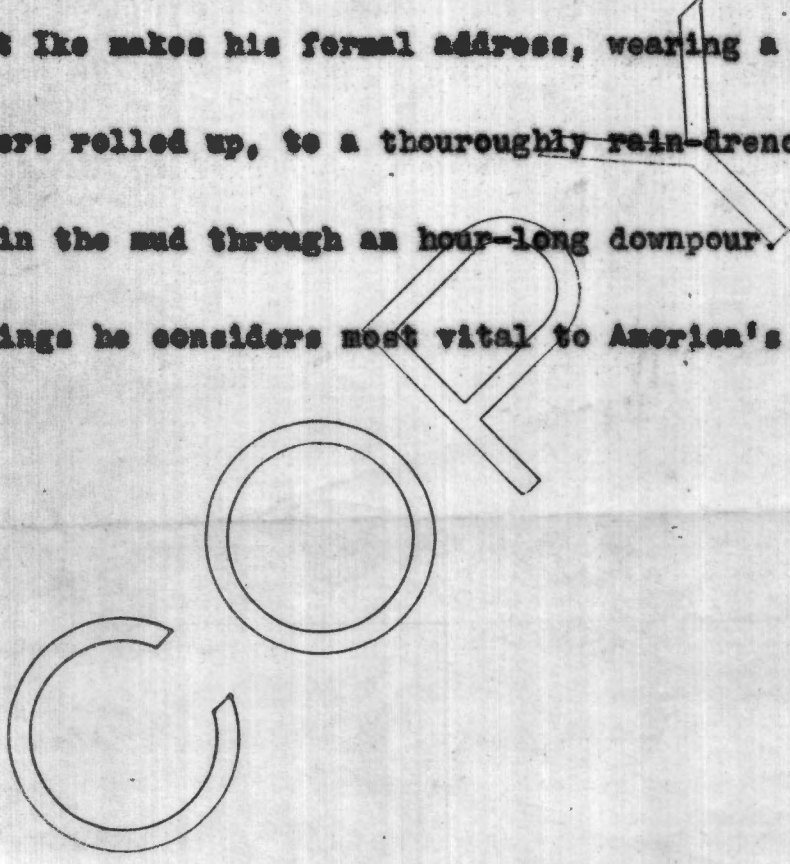 t Ike makes his formal address, wearing a
ers rolled up, to a thouroughly rain-drenc
in the mud through an hour-long downpour.
ings he considers most vital to America's
COPY